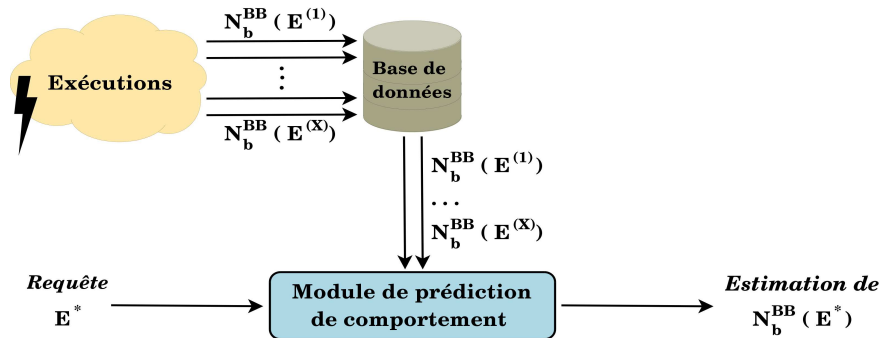 N_b^BB ( E^(1) )
Exécutions
...
N_b^BB ( E^(X) )
Base de
données
N_b^BB ( E^(1) )
...
N_b^BB ( E^(X) )
Requête
E^*
Module de prédiction
de comportement
Estimation de
N_b^BB ( E^* )